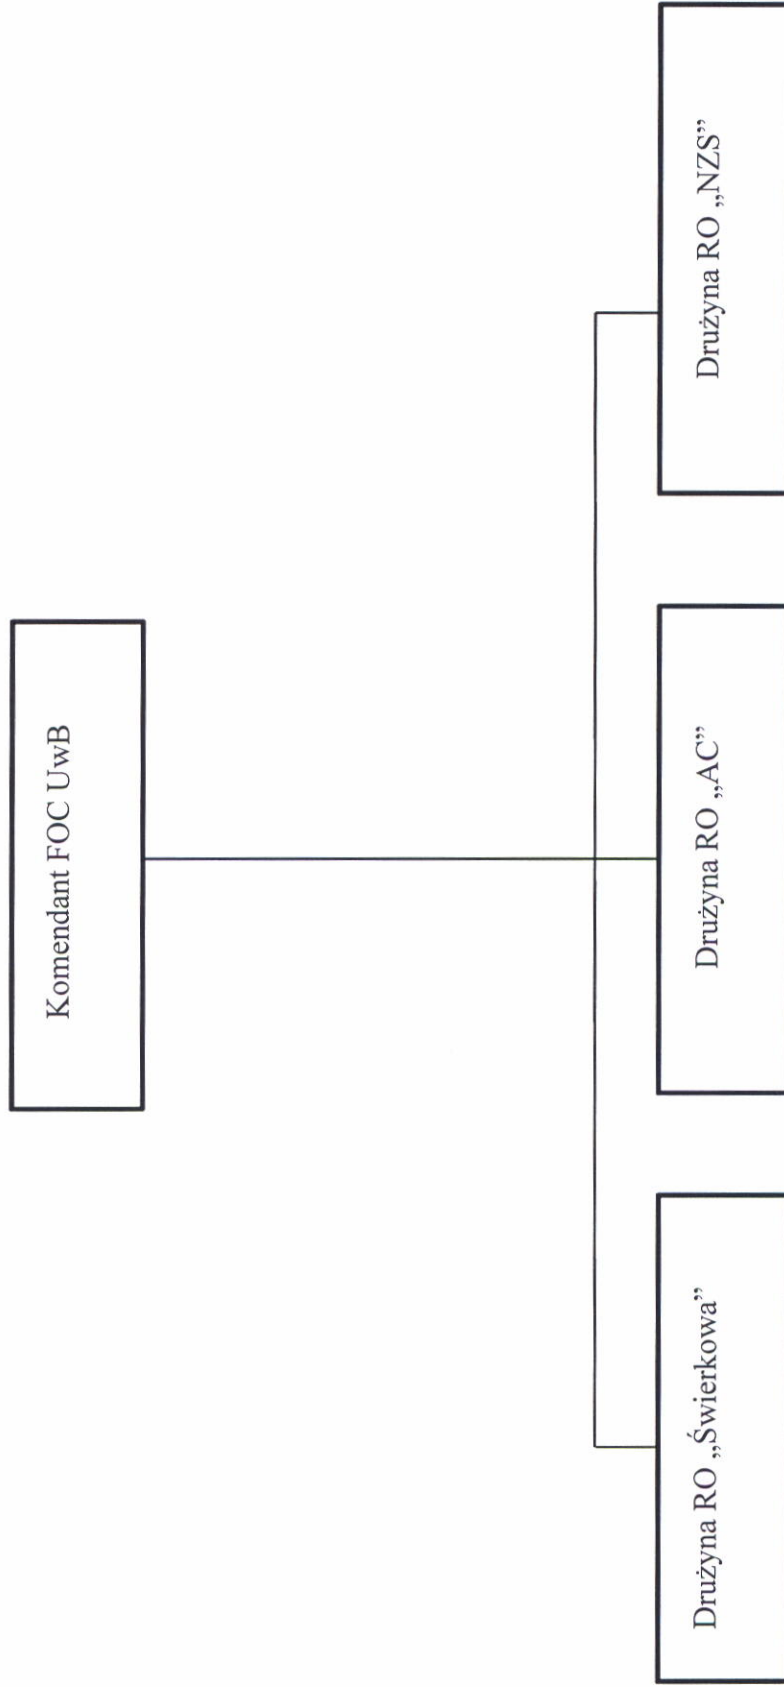 Komendant FOC UwB
Drużyna RO „Świerkowa”
Drużyna RO „AC”
Drużyna RO „NZS”